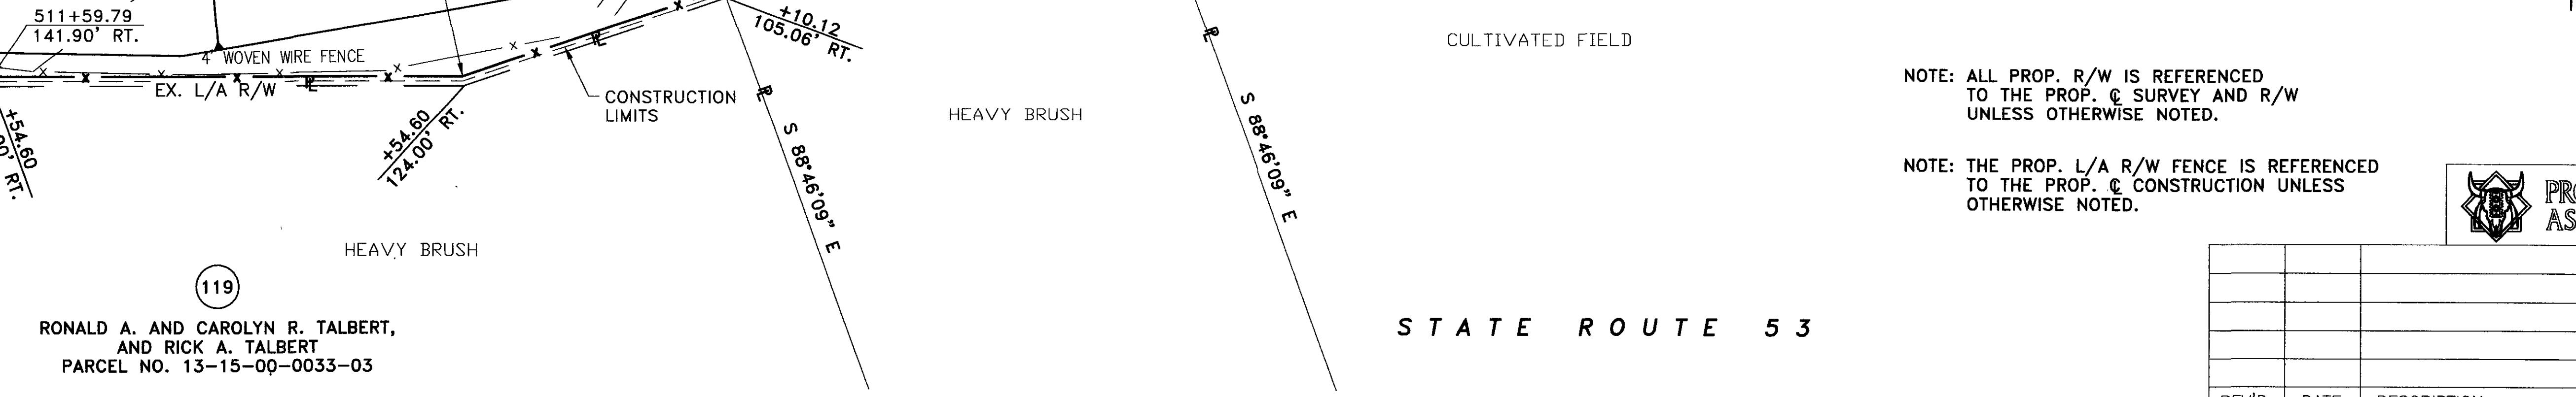 511+59.79
141.90' RT.
4' WOVEN WIRE FENCE
EX. L/A R/W
+54.60
RT.
+54.60
124.00' RT.
CONSTRUCTION
LIMITS
+10.12
105.06' RT.
S 88°46'09" E
HEAVY BRUSH
S 88°46'09" E
CULTIVATED FIELD
HEAVY BRUSH
119
RONALD A. AND CAROLYN R. TALBERT,
AND RICK A. TALBERT
PARCEL NO. 13-15-00-0033-03
STATE ROUTE 53
NOTE: ALL PROP. R/W IS REFERENCED
TO THE PROP. ℄ SURVEY AND R/W
UNLESS OTHERWISE NOTED.
NOTE: THE PROP. L/A R/W FENCE IS REFERENCED
TO THE PROP. ℄ CONSTRUCTION UNLESS
OTHERWISE NOTED.